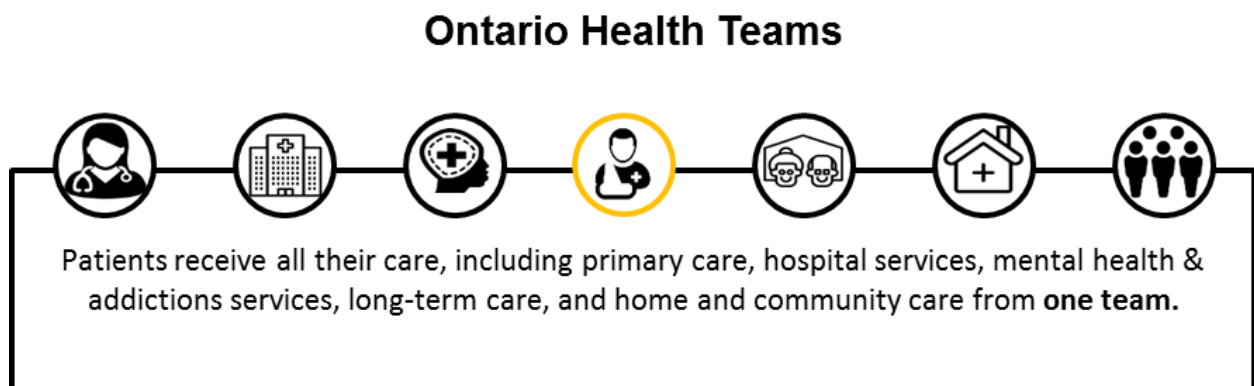 Ontario Health Teams
Patients receive all their care, including primary care, hospital services, mental health &
addictions services, long-term care, and home and community care from one team.